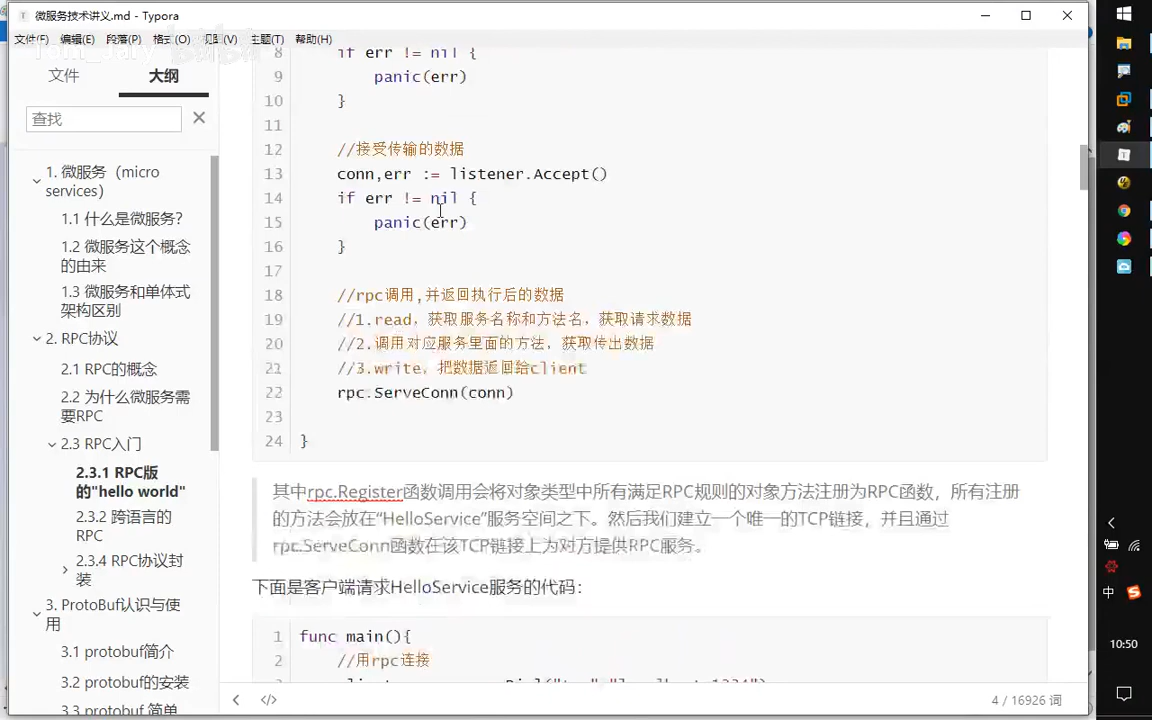 微服务技术讲义.md - Typora
文件(F) 编辑(E) 段落(P) 格式(O) 视图(V) 主题(T) 帮助(H)
文件 大纲
查找
1. 微服务（micro
services）
1.1 什么是微服务？
1.2 微服务这个概念
的由来
1.3 微服务和单体式
架构区别
2. RPC协议
2.1 RPC的概念
2.2 为什么微服务需
要RPC
2.3 RPC入门
2.3.1 RPC版
的"hello world"
2.3.2 跨语言的
RPC
2.3.4 RPC协议封
装
3. ProtoBuf认识与使
用
3.1 protobuf简介
3.2 protobuf的安装
3.3 protobuf 简单
8 if err != nil {
9 panic(err)
10 }
11
12 //接受传输的数据
13 conn,err := listener.Accept()
14 if err != nil {
15 panic(err)
16 }
17
18 //rpc调用,并返回执行后的数据
19 //1.read，获取服务名称和方法名，获取请求数据
20 //2.调用对应服务里面的方法，获取传出数据
21 //3.write，把数据返回给client
22 rpc.ServeConn(conn)
23
24 }
其中rpc.Register函数调用会将对象类型中所有满足RPC规则的对象方法注册为RPC函数，所有注册
的方法会放在“HelloService”服务空间之下。然后我们建立一个唯一的TCP链接，并且通过
rpc.ServeConn函数在该TCP链接上为对方提供RPC服务。
下面是客户端请求HelloService服务的代码：
1 func main(){
2 //用rpc连接
4 / 16926 词
中
10:50